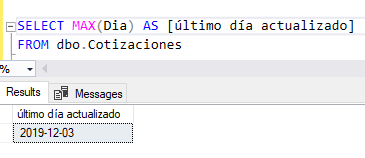 SELECT MAX(Dia) AS [último día actualizado]
FROM dbo.Cotizaciones
%
Results
Messages
último día actualizado
2019-12-03